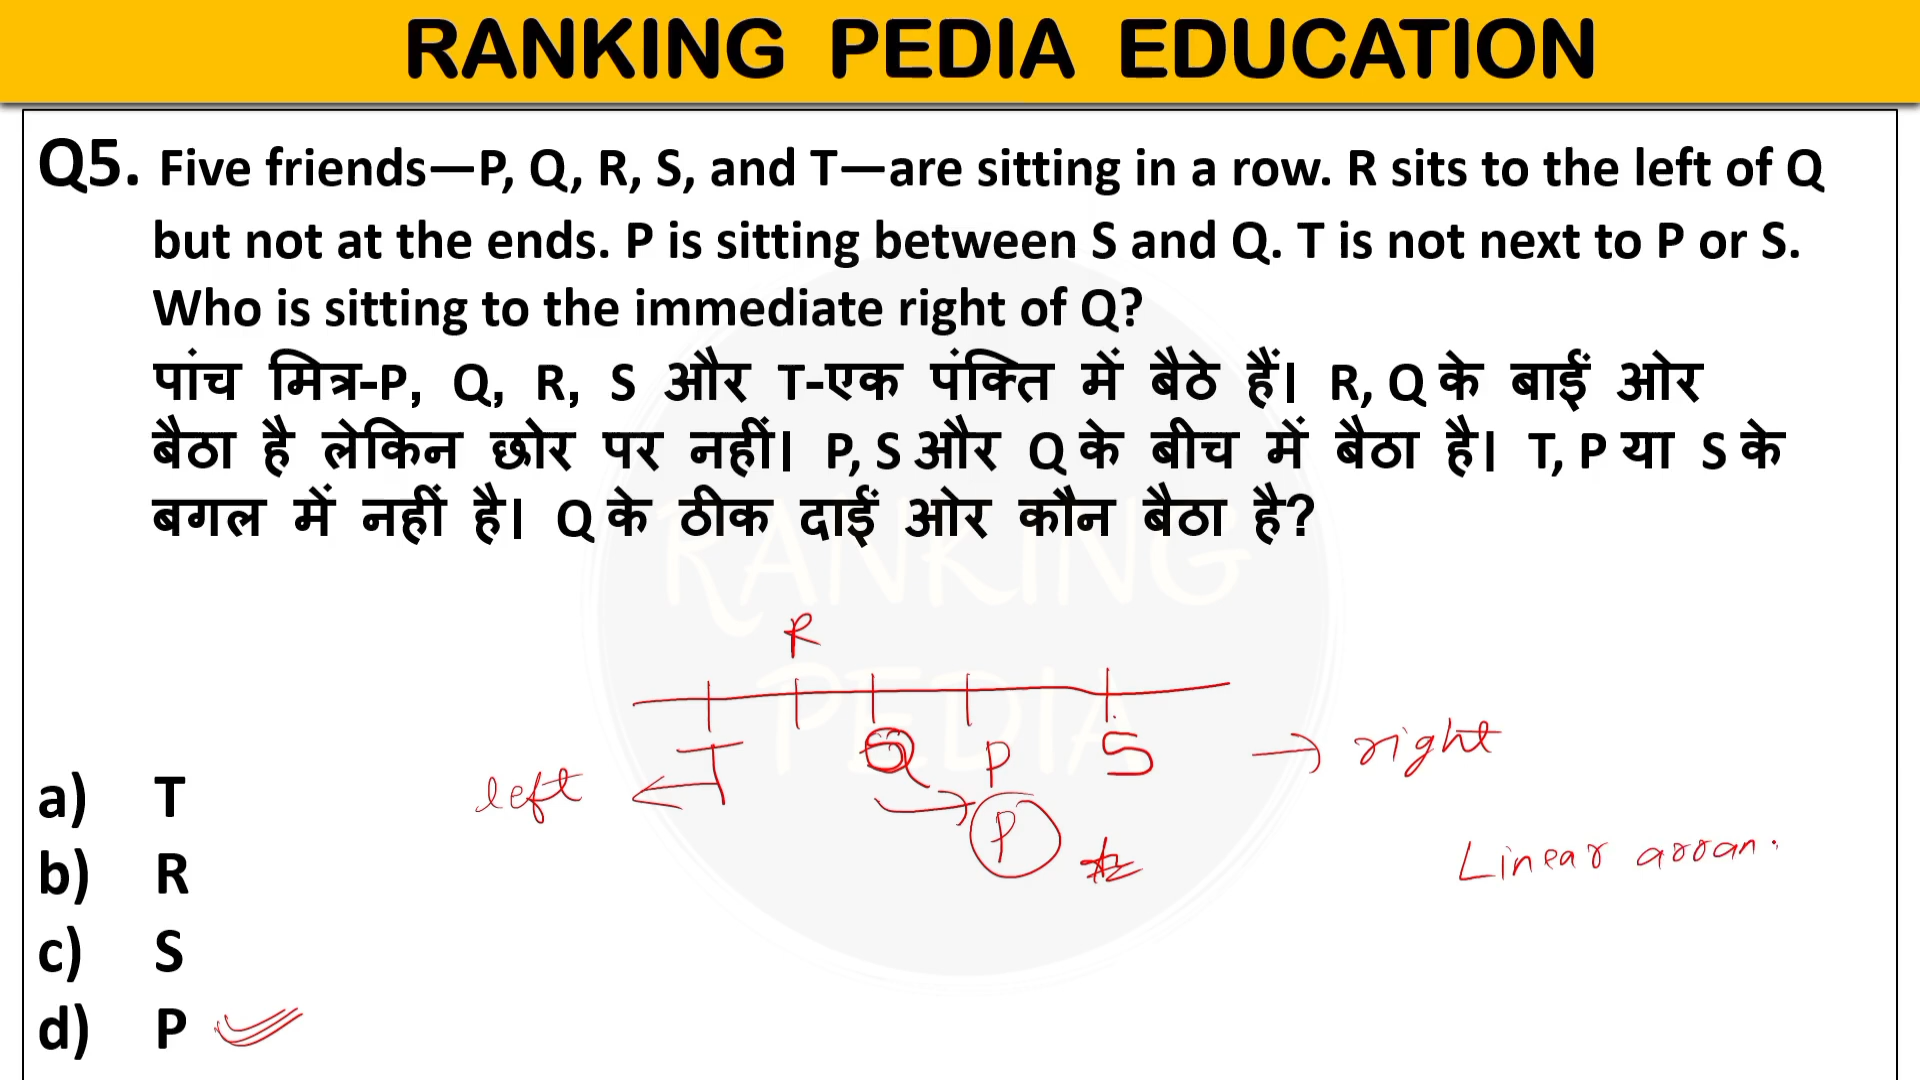 RANKING PEDIA EDUCATION
Q5. Five friends—P, Q, R, S, and T—are sitting in a row. R sits to the left of Q
but not at the ends. P is sitting between S and Q. T is not next to P or S.
Who is sitting to the immediate right of Q?
पांच मित्र-P, Q, R, S और T-एक पंक्ति में बैठे हैं। R, Q के बाईं ओर
बैठा है लेकिन छोर पर नहीं। P, S और Q के बीच में बैठा है। T, P या S के
बगल में नहीं है। Q के ठीक दाईं ओर कौन बैठा है?
RANKING
PEDIA
R
T Q P S → right
left ←
P
Linear arran.
a) T
b) R
c) S
d) P